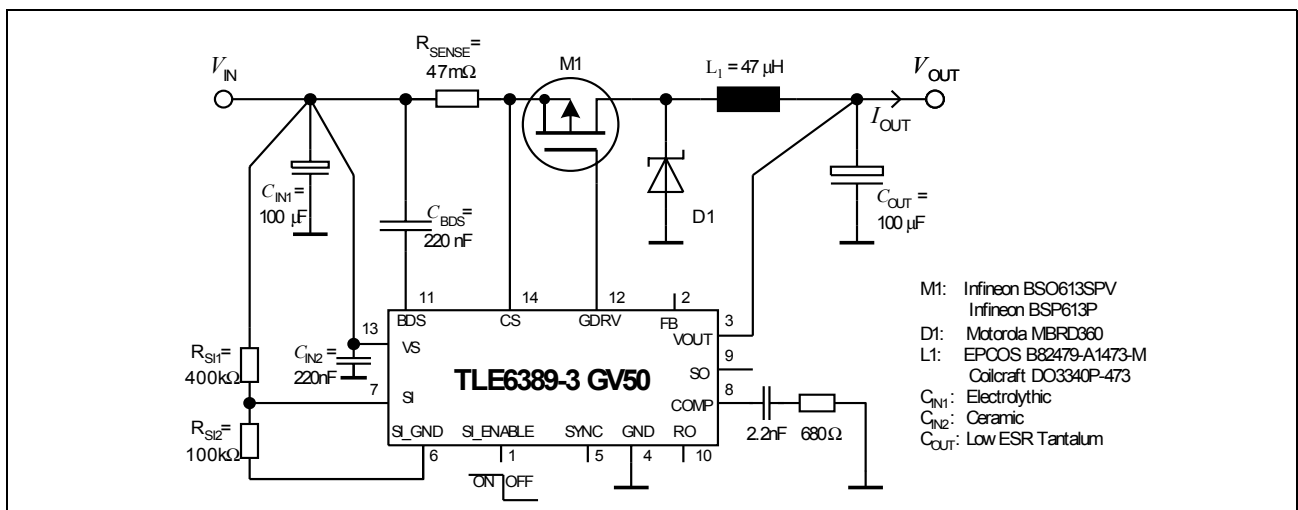 R_SENSE=
47mΩ
M1
L₁ = 47 µH
V_IN
V_OUT
I_OUT
C_IN1=
100 µF
C_BDS=
220 nF
D1
C_OUT =
100 µF
11
14
12
2
13
BDS
CS
GDRV
FB
3
VS
VOUT
R_SI1=
400kΩ
C_IN2=
220nF
TLE6389-3 GV50
9
SO
7
SI
8
COMP
2.2nF
680Ω
R_SI2=
100kΩ
SI_GND
SI_ENABLE
SYNC
GND
RO
6
1
5
4
10
ON
OFF
M1: Infineon BSO613SPV
Infineon BSP613P
D1: Motorola MBRD360
L1: EPCOS B82479-A1473-M
Coilcraft DO3340P-473
C_IN1: Electrolythic
C_IN2: Ceramic
C_OUT: Low ESR Tantalum